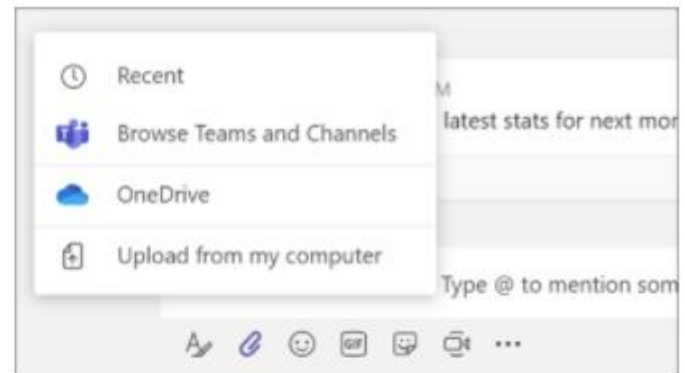 Recent
M
Browse Teams and Channels
latest stats for next mor
OneDrive
Upload from my computer
Type @ to mention som
GIF